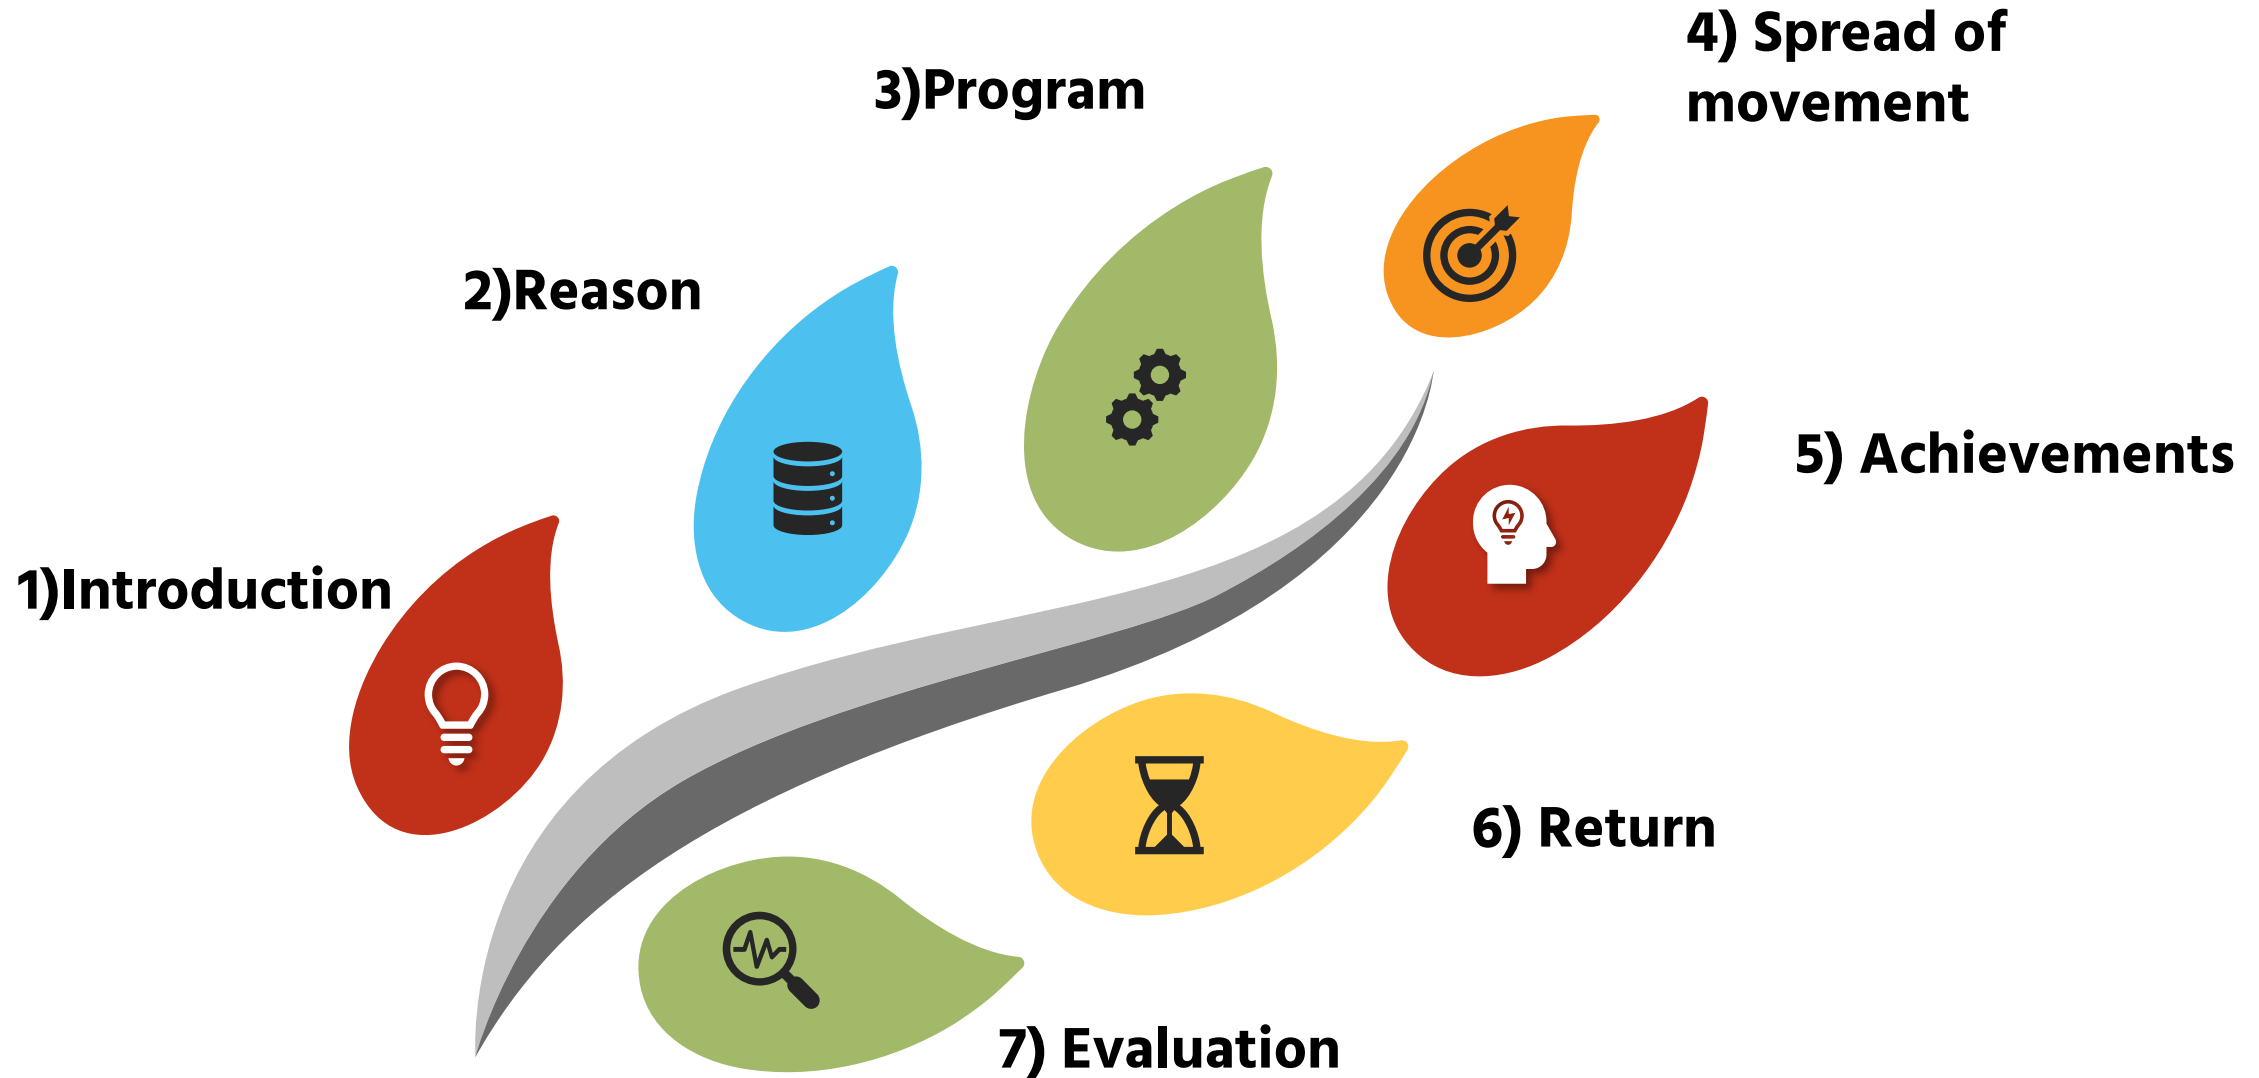 1)Introduction
2)Reason
3)Program
4) Spread of
movement
5) Achievements
6) Return
7) Evaluation